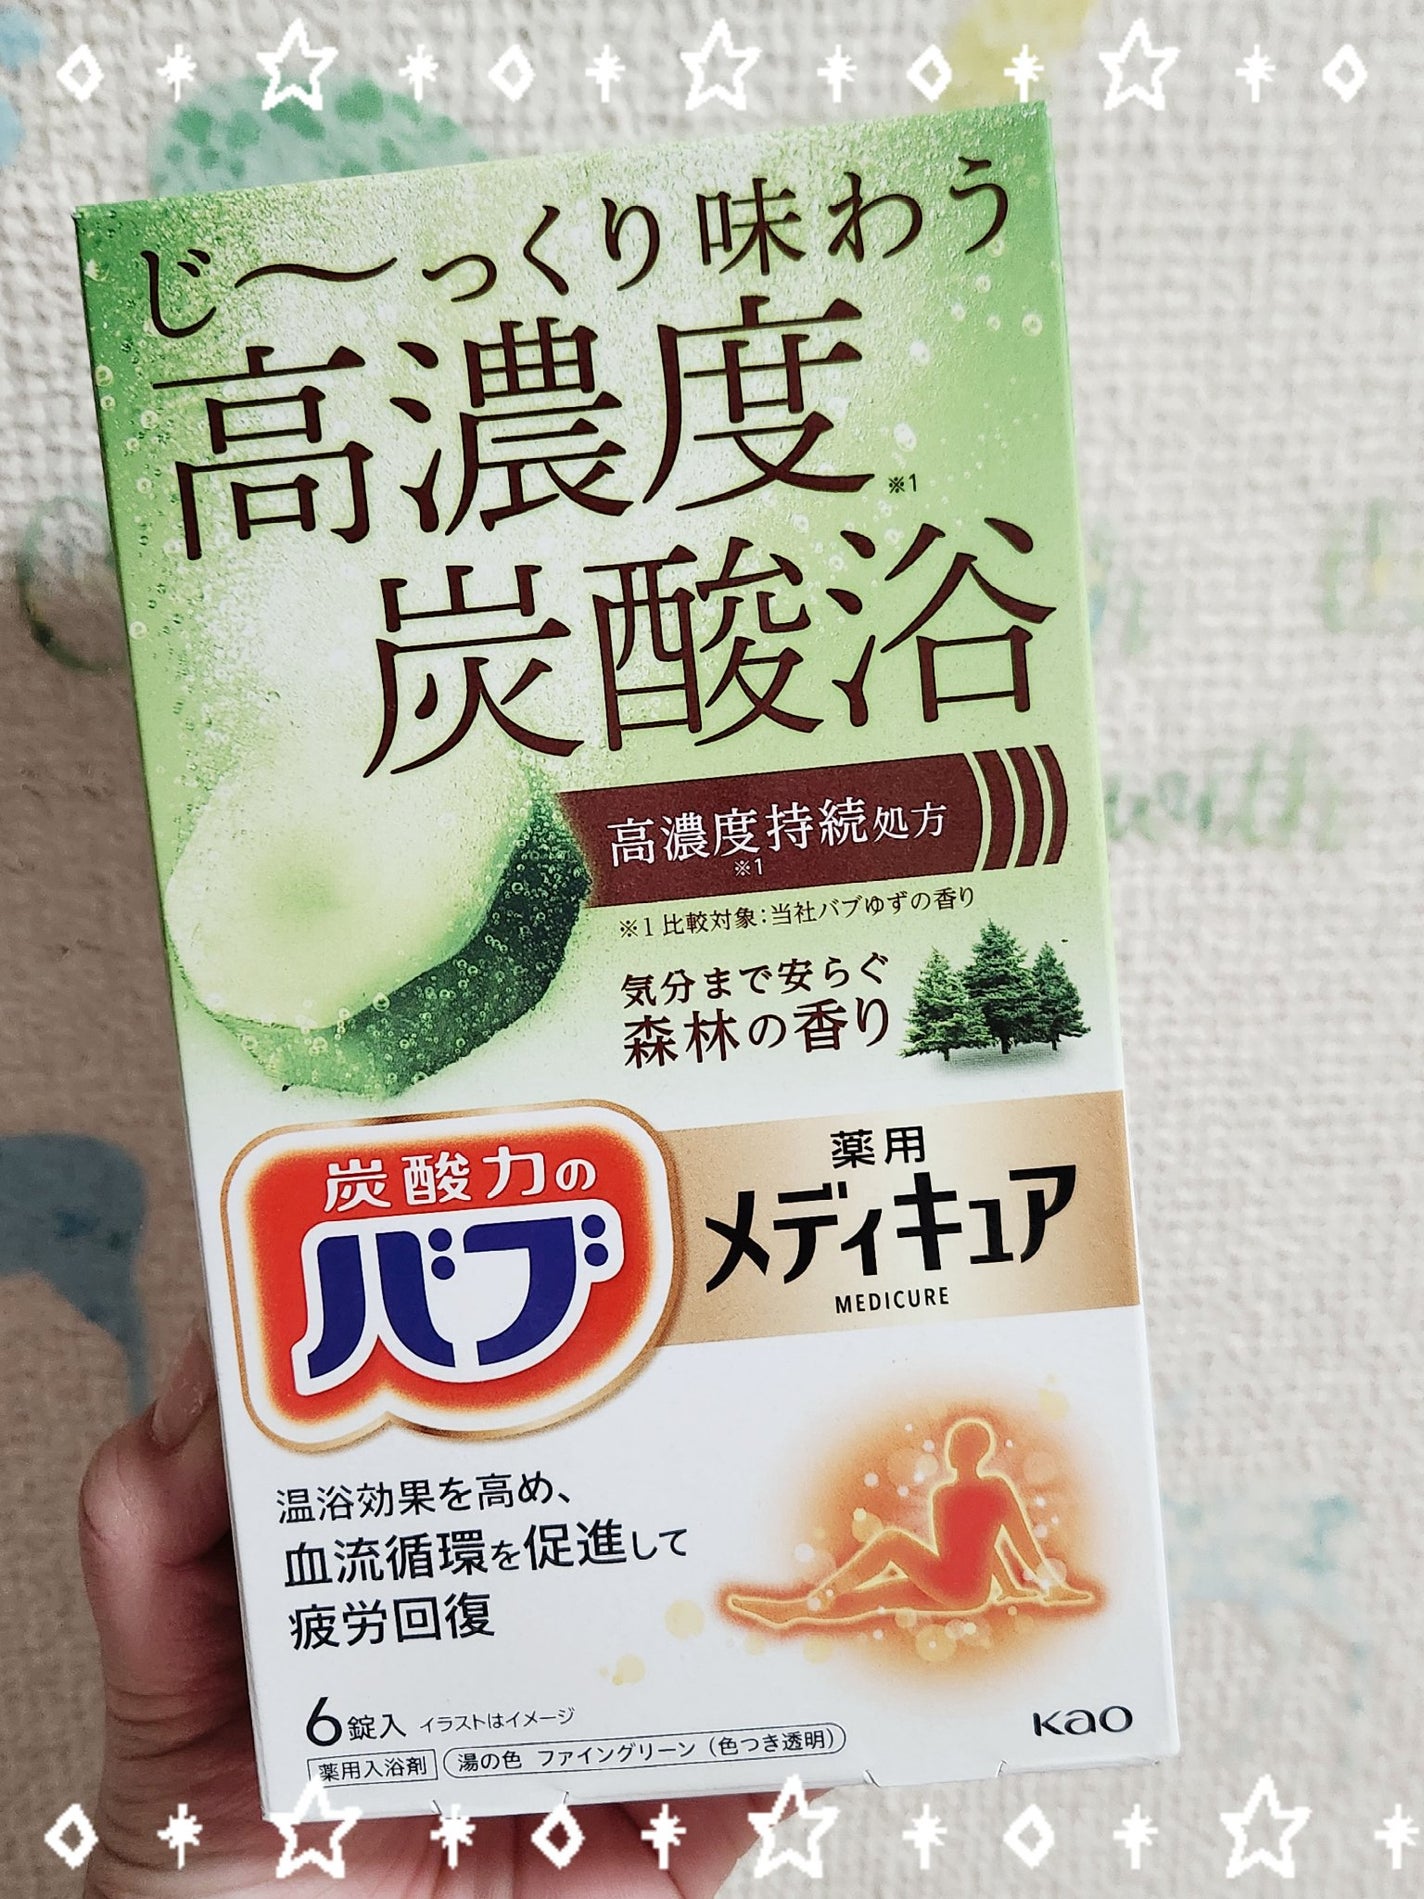 じ〜っくり味わう
高濃度※1
炭酸浴
高濃度持続処方
※1
※1 比較対象：当社バブゆずの香り
気分まで安らぐ
森林の香り
炭酸力の
バブ
薬用
メディキュア
MEDICURE
温浴効果を高め、
血流循環を促進して
疲労回復
6錠入 イラストはイメージ
Kao
薬用入浴剤 湯の色 ファイングリーン（色つき透明）